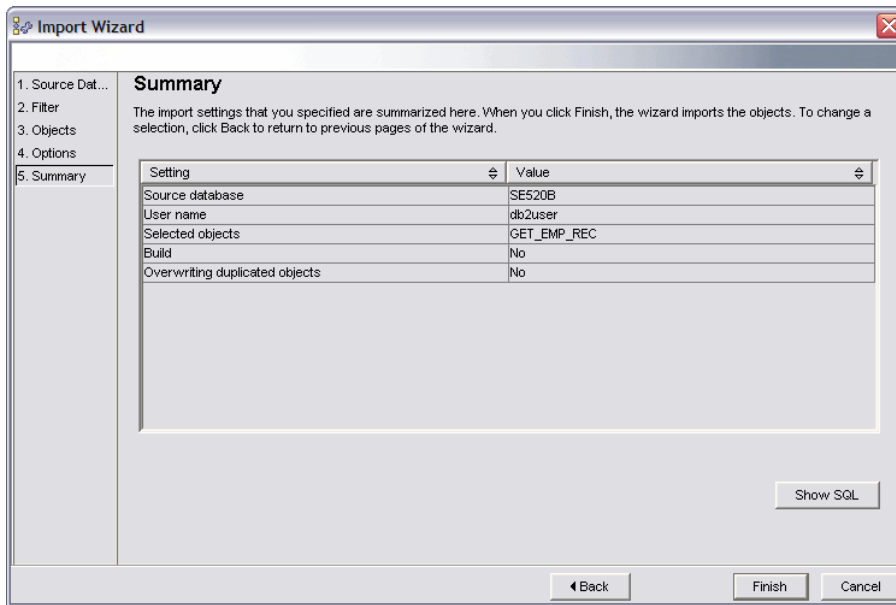 Import Wizard
1. Source Dat...
2. Filter
3. Objects
4. Options
5. Summary
Summary
The import settings that you specified are summarized here. When you click Finish, the wizard imports the objects. To change a
selection, click Back to return to previous pages of the wizard.
Setting Value
Source database SE520B
User name db2user
Selected objects GET_EMP_REC
Build No
Overwriting duplicated objects No
Show SQL
Back Finish Cancel